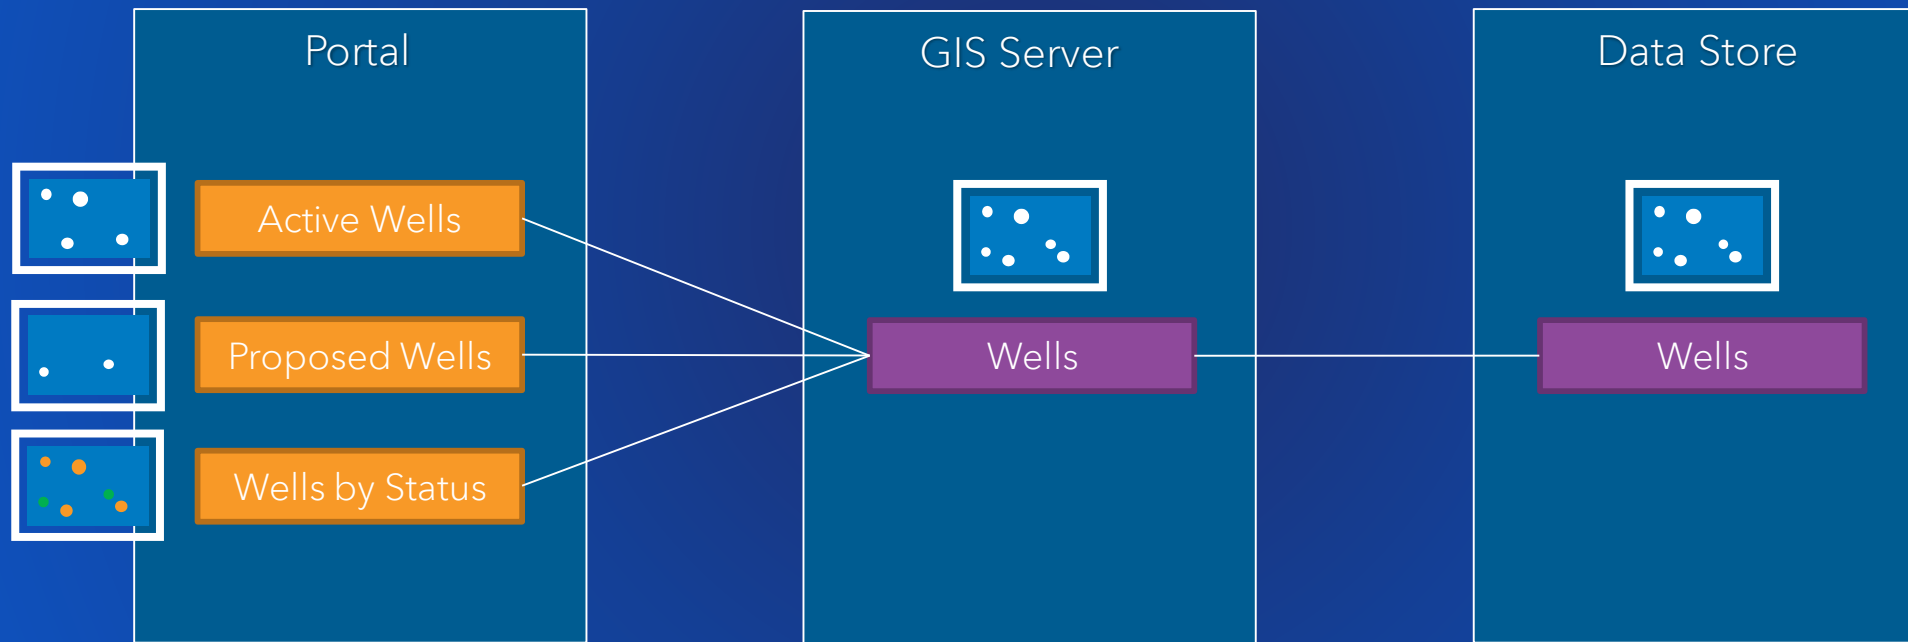 Portal
GIS Server
Data Store
Active Wells
Proposed Wells
Wells
Wells
Wells by Status